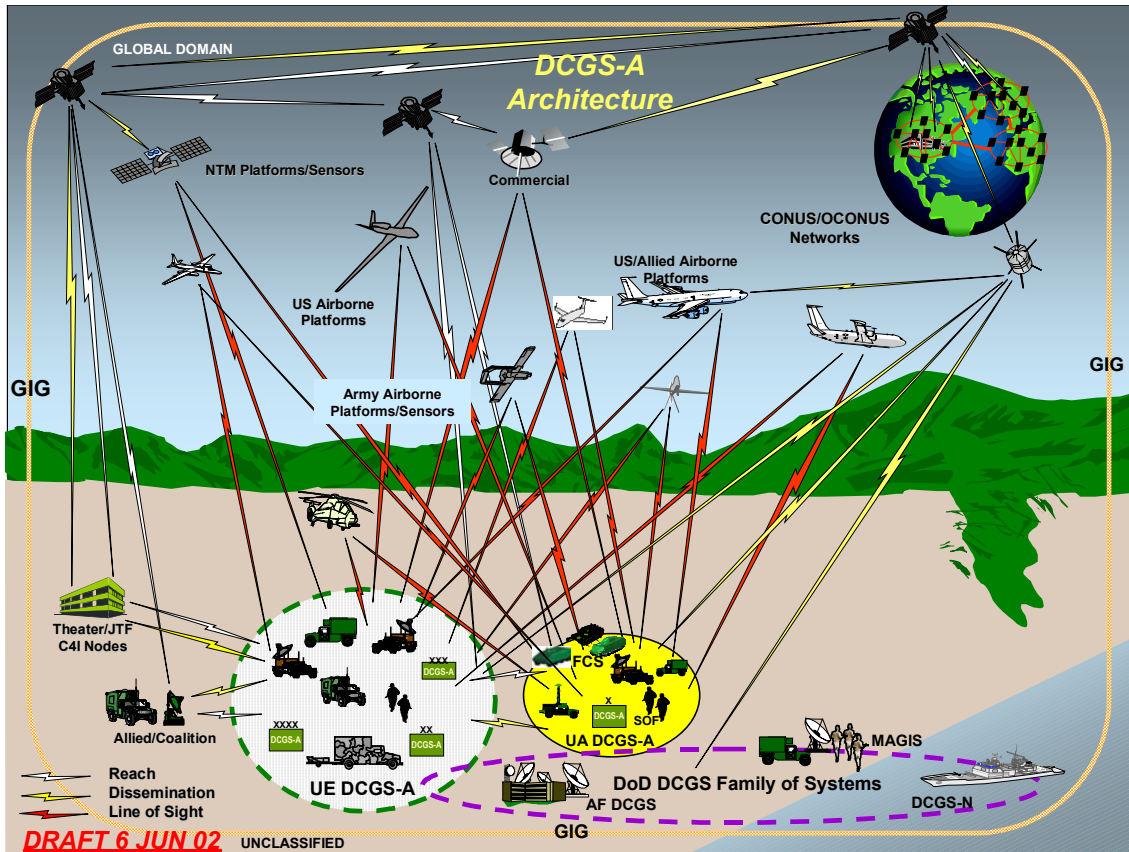 GLOBAL DOMAIN
DCGS-A
Architecture
NTM Platforms/Sensors
Commercial
CONUS/OCONUS
Networks
US/Allied Airborne
Platforms
US Airborne
Platforms
GIG
GIG
Army Airborne
Platforms/Sensors
Theater/JTF
C4I Nodes
FCS
XXX
DCGS-A
X
DCGS-A
SOF
XXXX
DCGS-A
XX
DCGS-A
UA DCGS-A
Allied/Coalition
MAGIS
Reach
Dissemination
Line of Sight
UE DCGS-A
DoD DCGS Family of Systems
AF DCGS
DCGS-N
GIG
DRAFT 6 JUN 02
UNCLASSIFIED